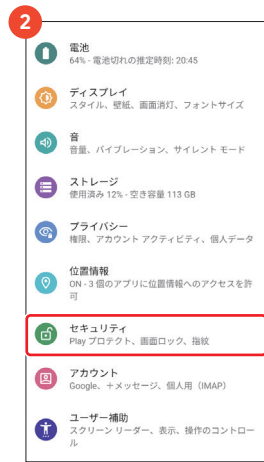 2
電池
64% - 電池切れの推定時刻: 20:45
ディスプレイ
スタイル、壁紙、画面消灯、フォントサイズ
音
音量、バイブレーション、サイレント モード
ストレージ
使用済み 12% - 空き容量 113 GB
プライバシー
権限、アカウント アクティビティ、個人データ
位置情報
ON - 3 個のアプリに位置情報へのアクセスを許
可
セキュリティ
Play プロテクト、画面ロック、指紋
アカウント
Google、＋メッセージ、個人用（IMAP）
ユーザー補助
スクリーン リーダー、表示、操作のコントロー
ル